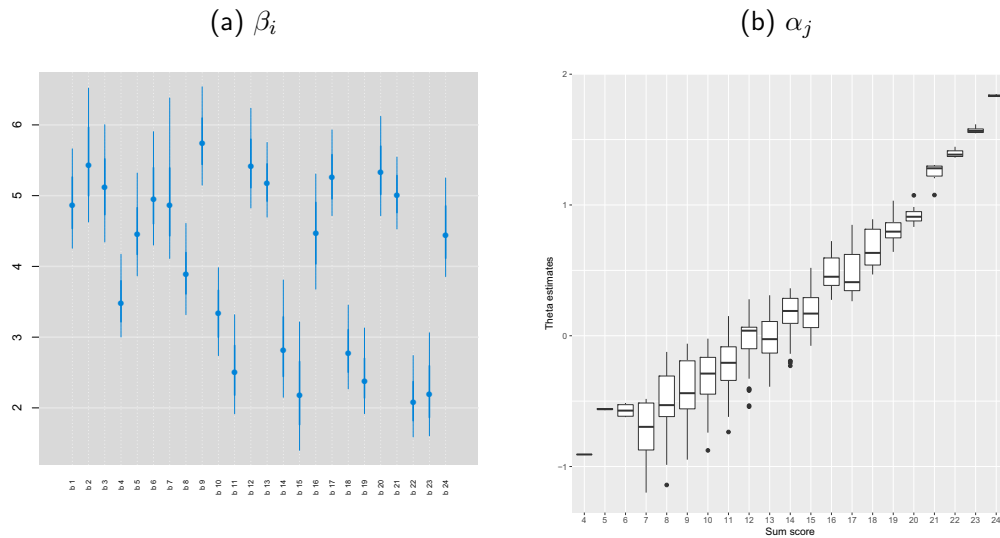 (a) βᵢ
(b) αⱼ
6
5
4
3
2
b 1
b 2
b 3
b 4
b 5
b 6
b 7
b 8
b 9
b 10
b 11
b 12
b 13
b 14
b 15
b 16
b 17
b 18
b 19
b 20
b 21
b 22
b 23
b 24
2
1
0
−1
Theta estimates
4 5 6 7 8 9 10 11 12 13 14 15 16 17 18 19 20 21 22 23 24
Sum score